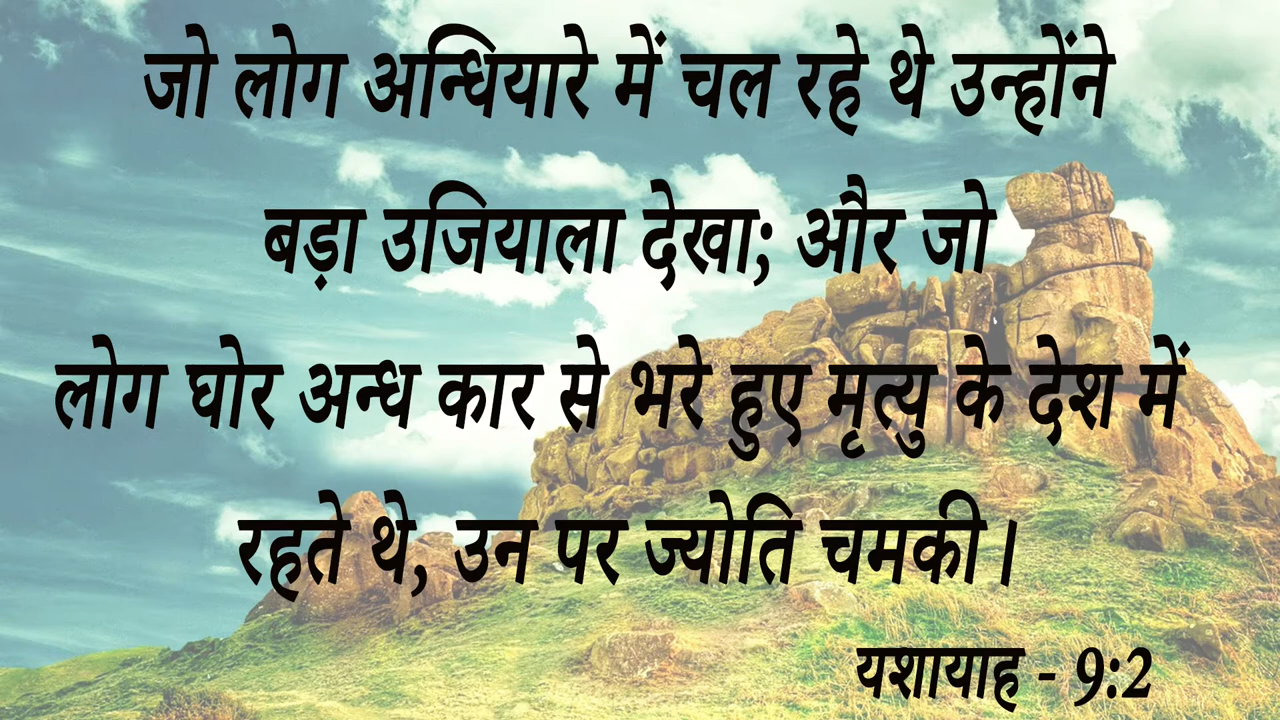 जो लोग अन्धियारे में चल रहे थे उन्होंने
बड़ा उजियाला देखा; और जो
लोग घोर अन्ध कार से भरे हुए मृत्यु के देश में
रहते थे, उन पर ज्योति चमकी।
यशायाह - 9:2